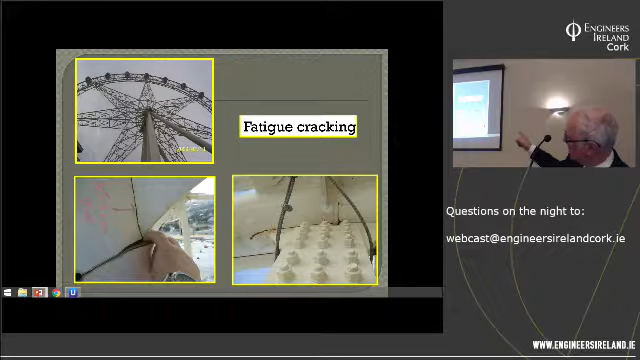 Fatigue cracking
ENGINEERS
IRELAND
Cork
Questions on the night to:
webcast@engineersirelandcork.ie
WWW.ENGINEERSIRELAND.IE